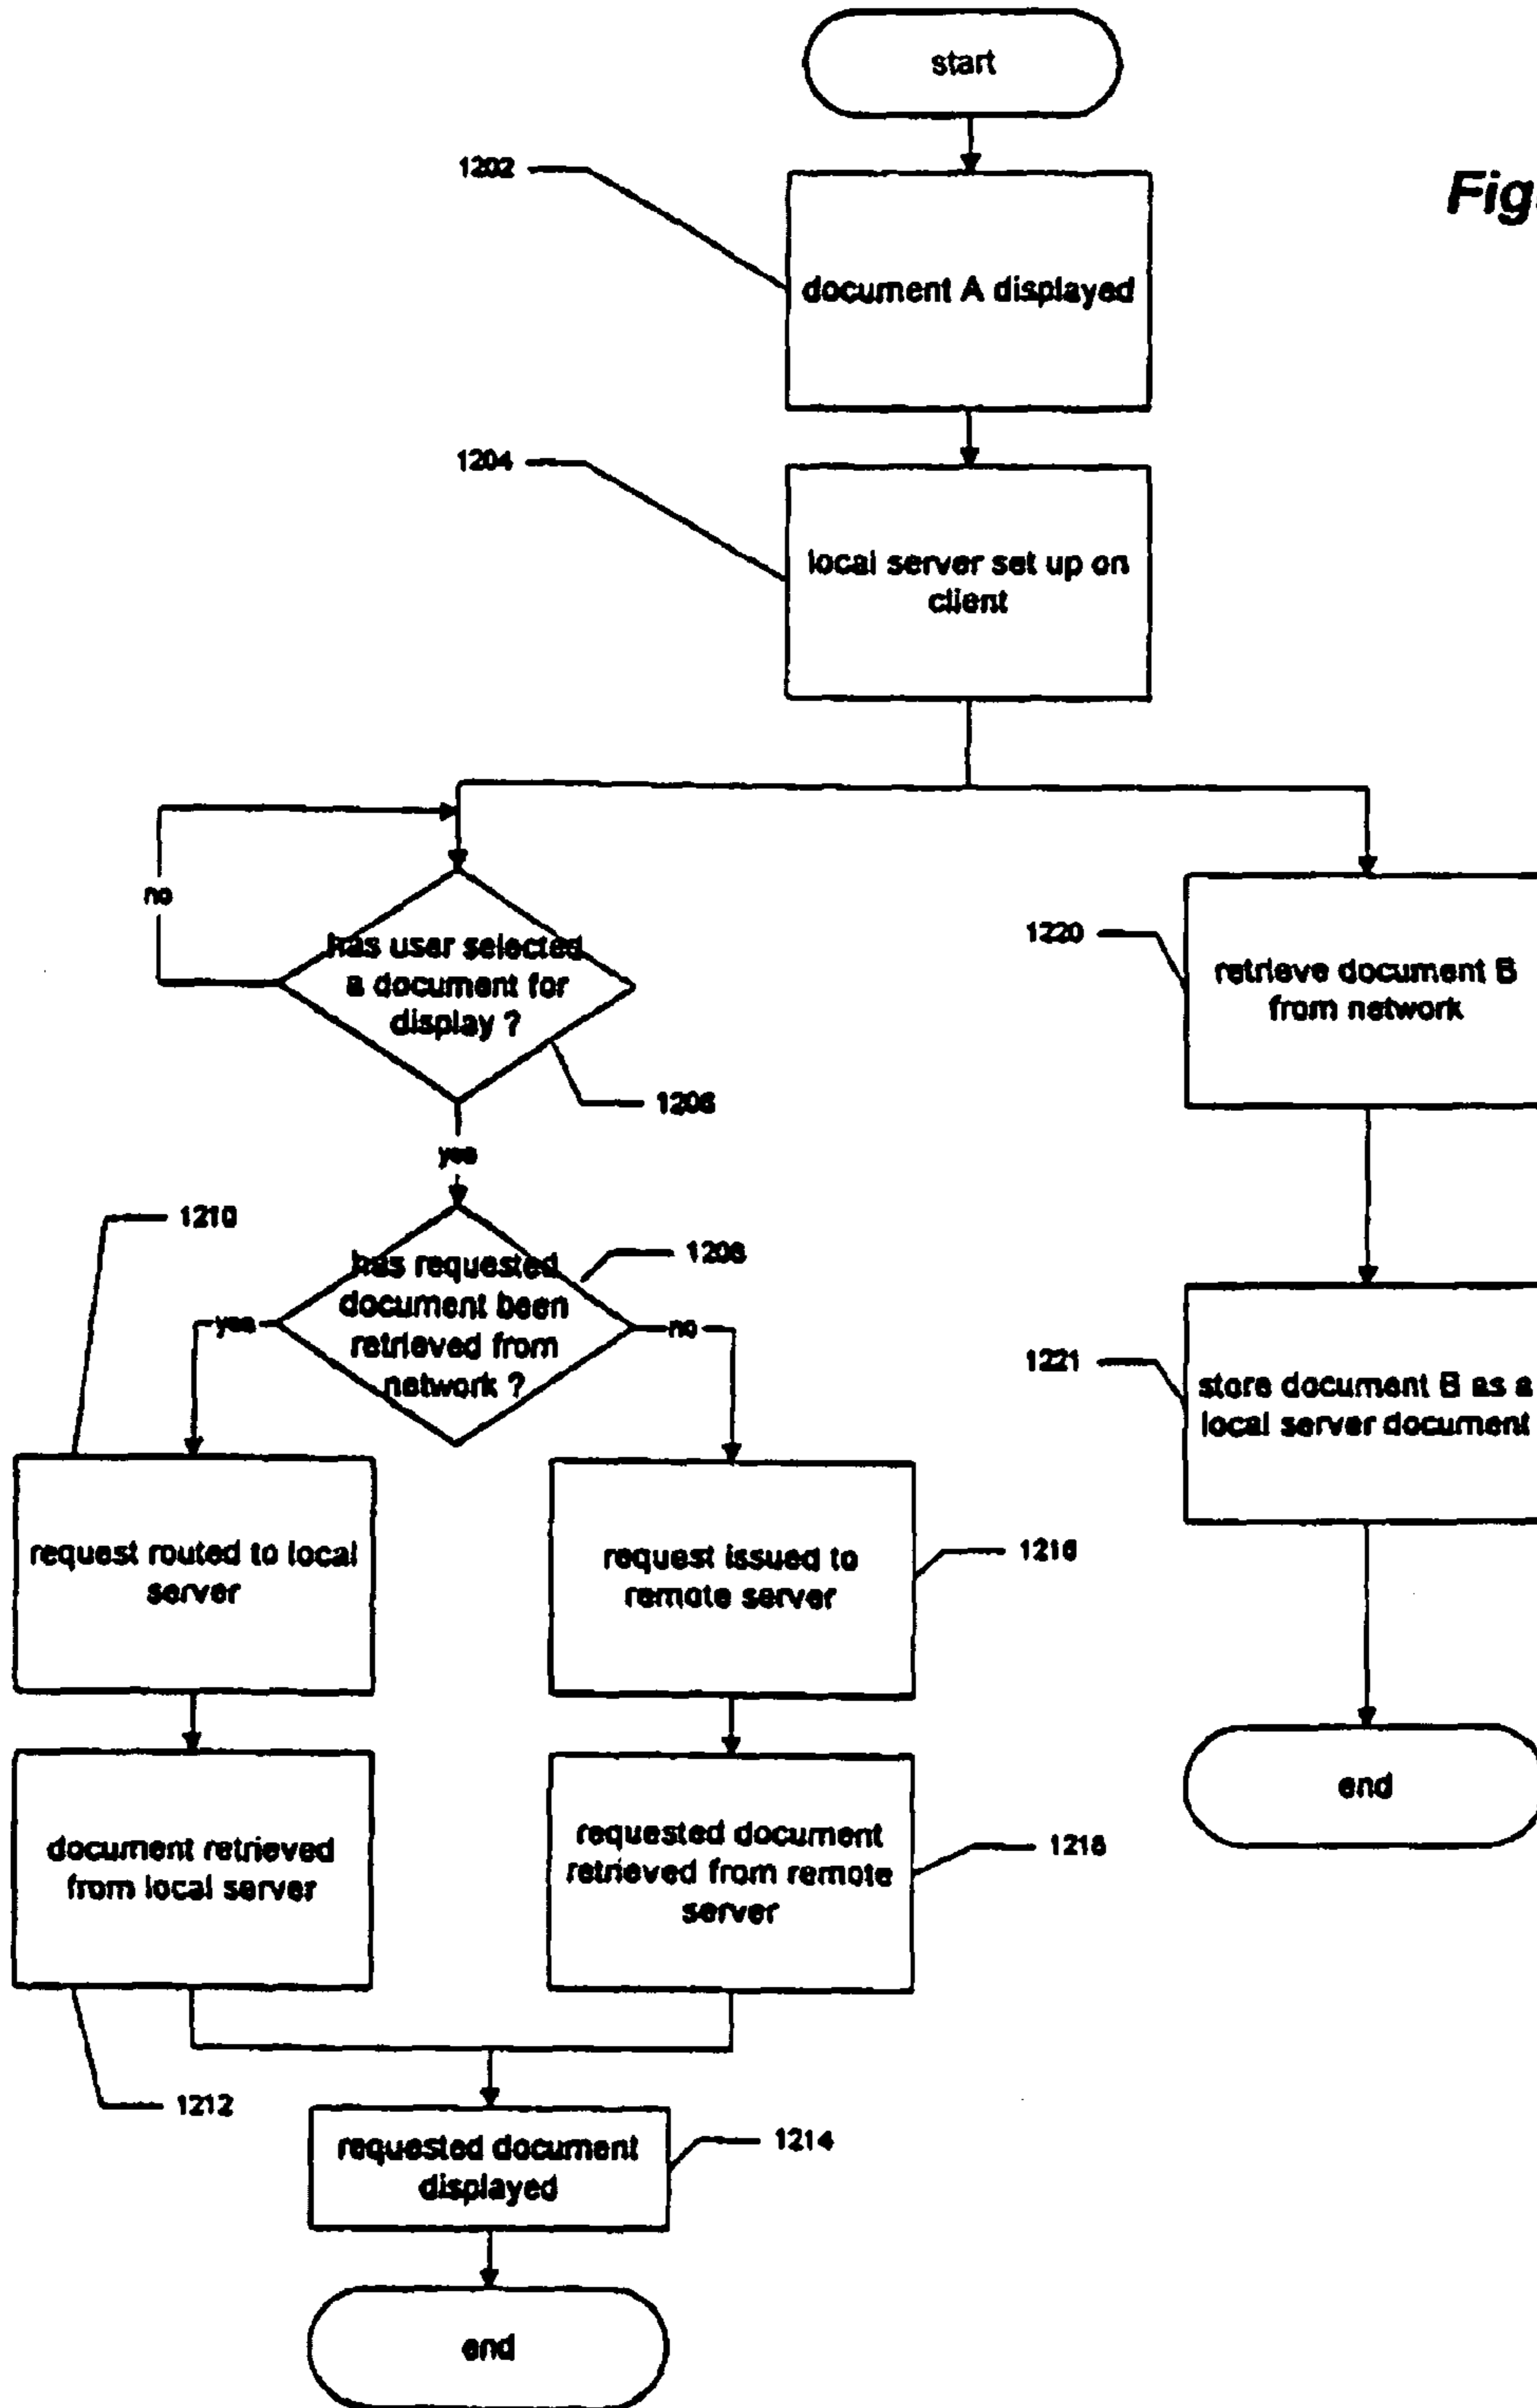 start
1202
Fig.
document A displayed
1204
local server set up on
client
no
has user selected
a document for
display ?
1206
1220
retrieve document B
from network
yes
1210
1208
has requested
document been
retrieved from
network ?
yes
no
1221
store document B as a
local server document
request routed to local
server
request issued to
remote server
1216
end
document retrieved
from local server
requested document
retrieved from remote
server
1218
1212
requested document
displayed
1214
end